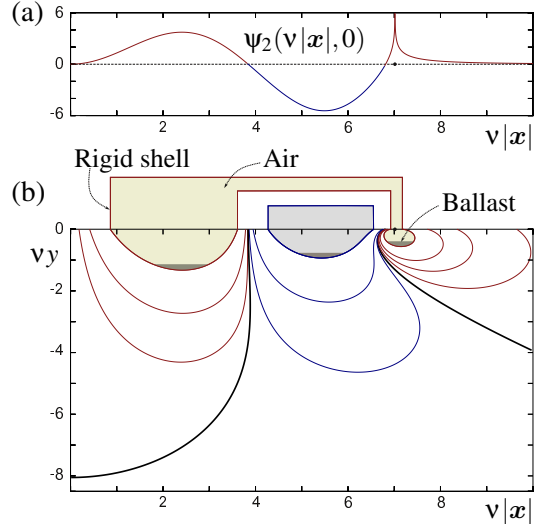 (a)
6
0
-6
ψ₂(ν|x|,0)
2 4 6 8
ν|x|
Rigid shell
Air
(b)
Ballast
0
νy
-2
-4
-6
-8
2 4 6 8
ν|x|